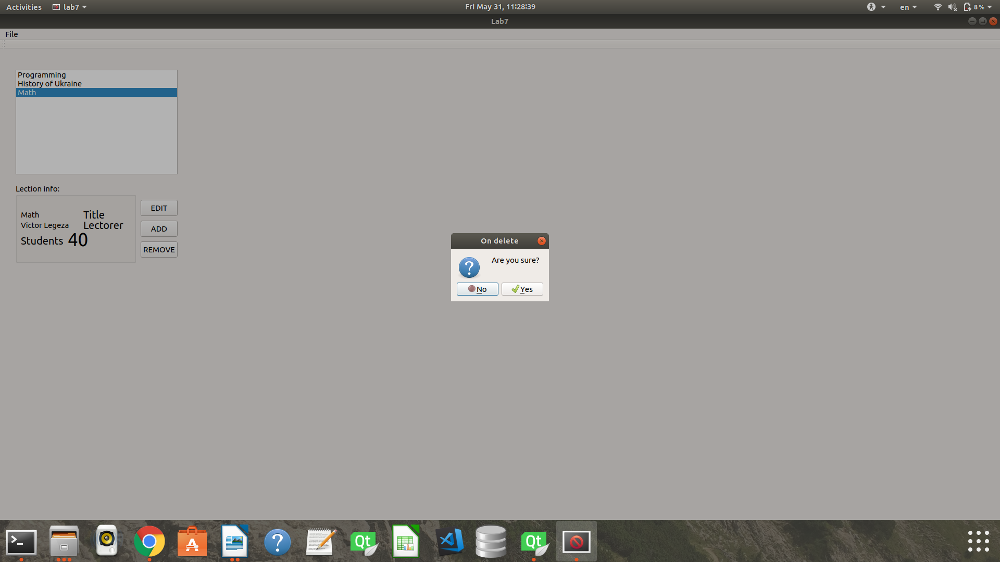 Activities lab7 Fri May 31, 11:28:39 en 8 %
Lab7
File
Programming
History of Ukraine
Math
Lection info:
Math Title
Victor Legeza Lectorer
Students 40
EDIT
ADD
REMOVE
On delete
Are you sure?
No Yes
>_
A
?
Qt
Qt